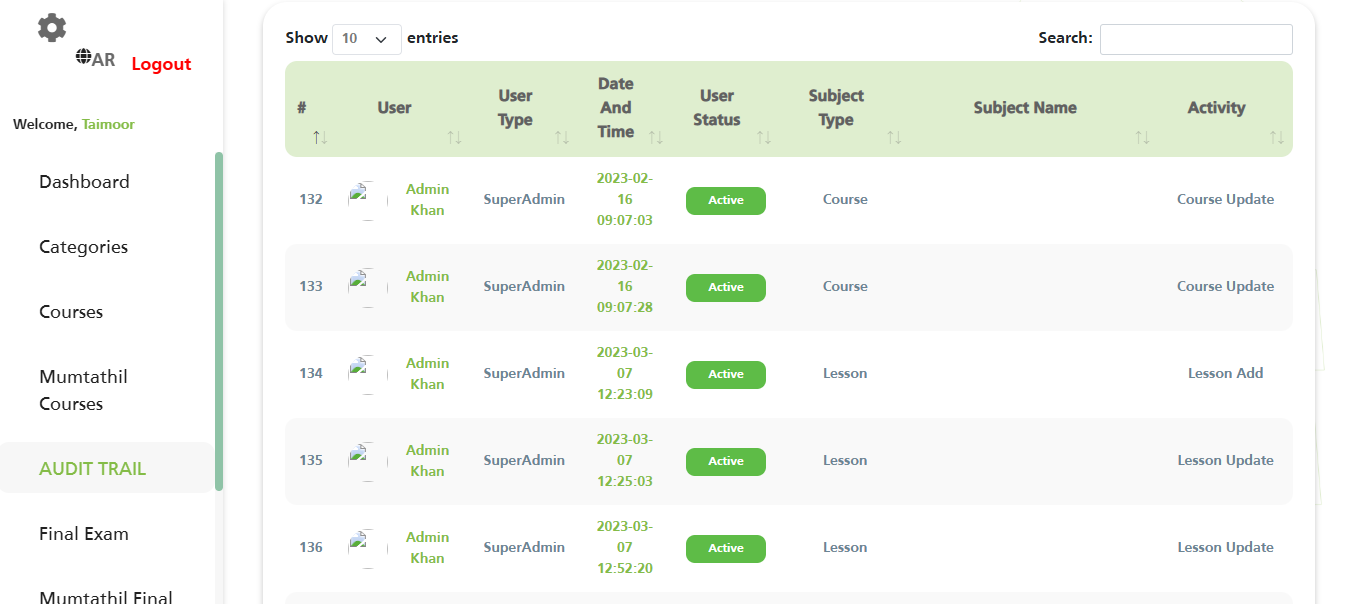 AR Logout
Welcome, Taimoor
Dashboard
Categories
Courses
Mumtathil
Courses
AUDIT TRAIL
Final Exam
Mumtathil Final
Show 10 entries
Search:
# User User Type Date And Time User Status Subject Type Subject Name Activity
132 Admin Khan SuperAdmin 2023-02-16 09:07:03 Active Course Course Update
133 Admin Khan SuperAdmin 2023-02-16 09:07:28 Active Course Course Update
134 Admin Khan SuperAdmin 2023-03-07 12:23:09 Active Lesson Lesson Add
135 Admin Khan SuperAdmin 2023-03-07 12:25:03 Active Lesson Lesson Update
136 Admin Khan SuperAdmin 2023-03-07 12:52:20 Active Lesson Lesson Update